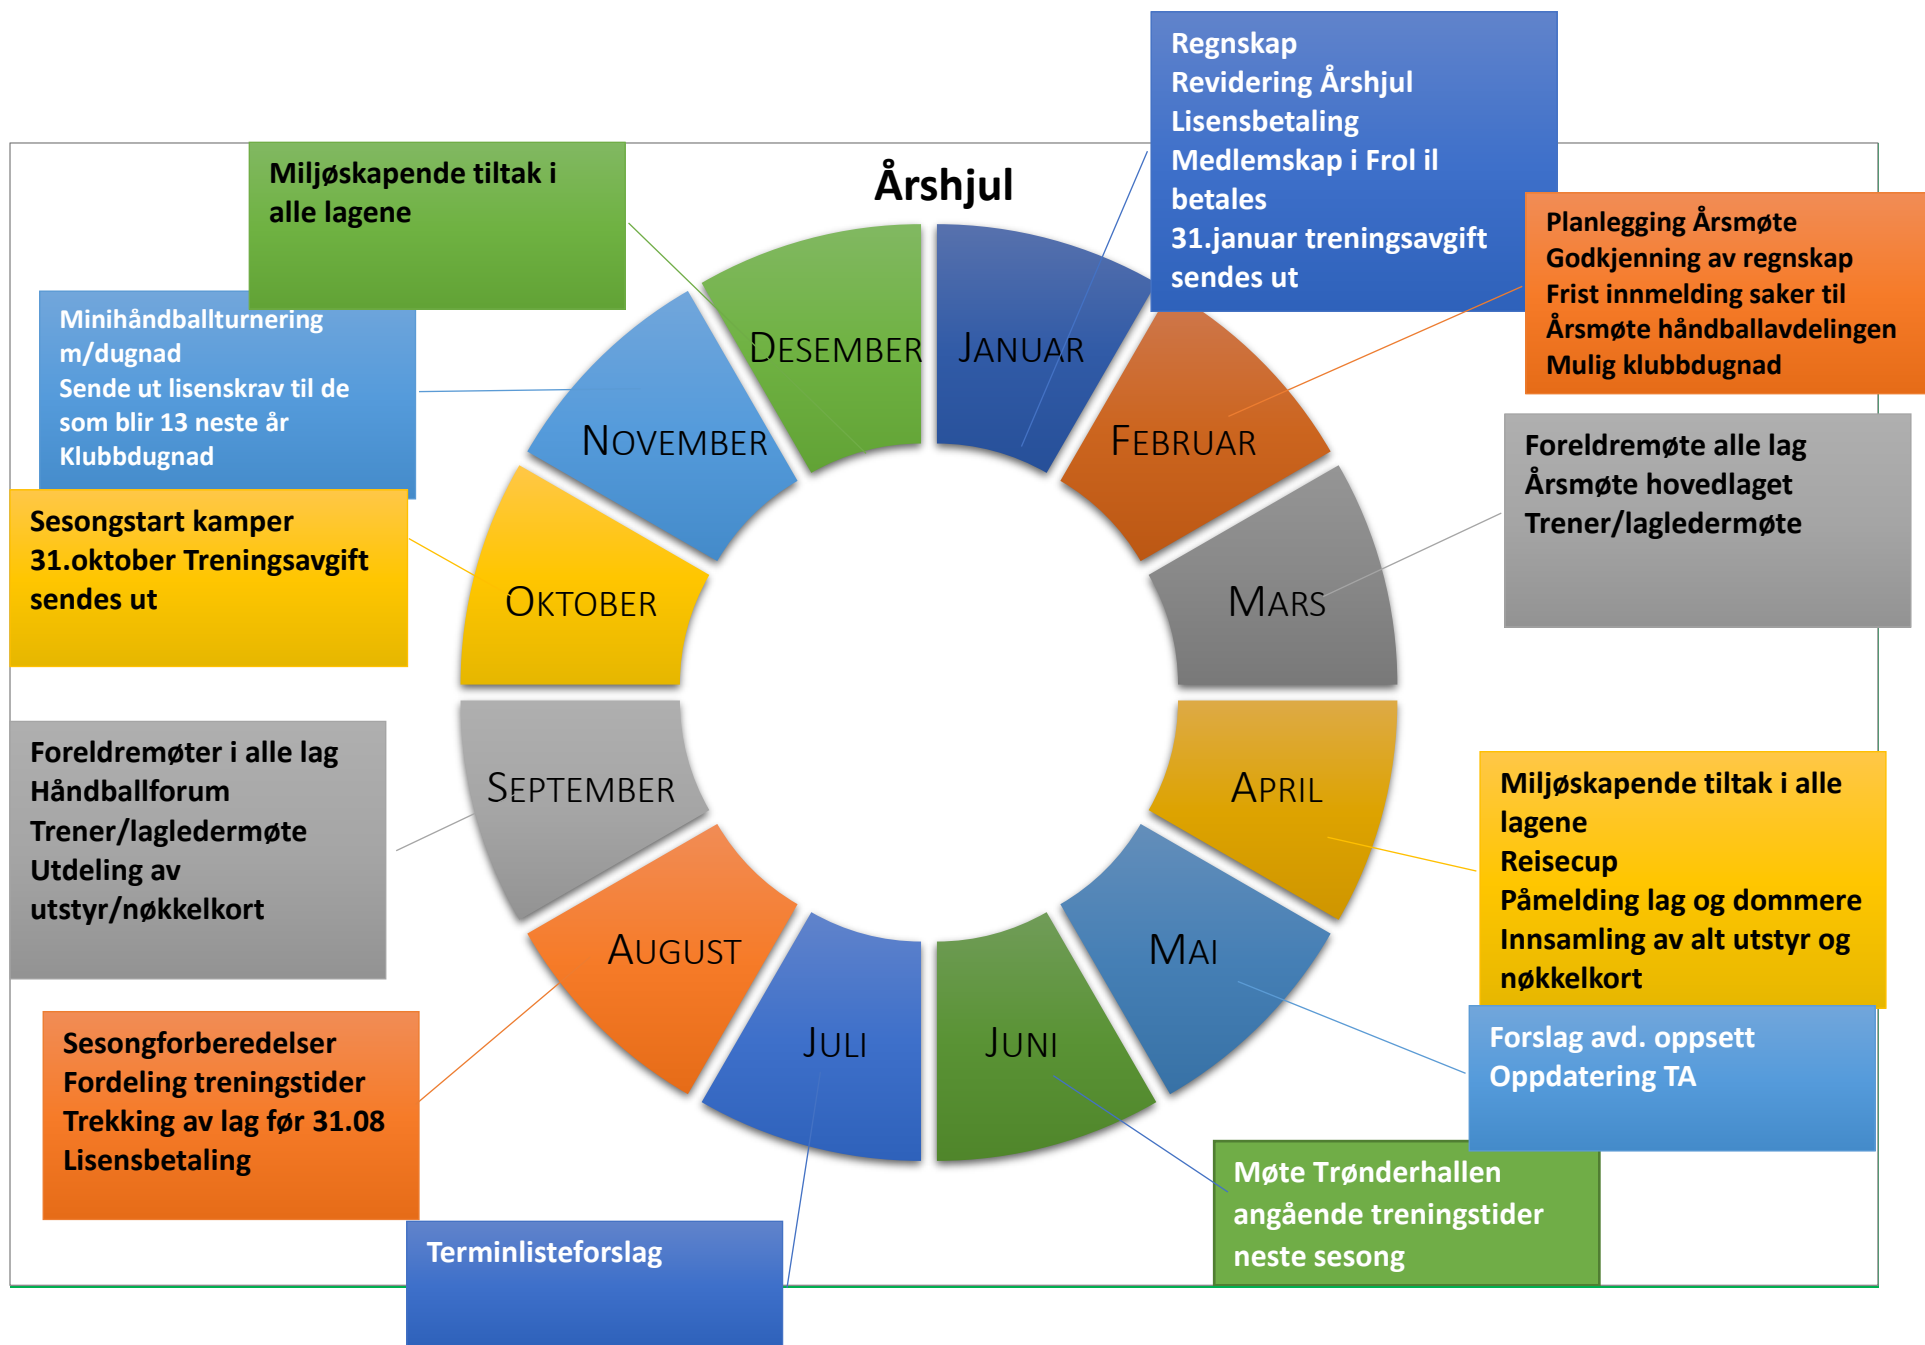 Årshjul
Regnskap
Revidering Årshjul
Lisensbetaling
Medlemskap i Frol il
betales
31.januar treningsavgift
sendes ut
Planlegging Årsmøte
Godkjenning av regnskap
Frist innmelding saker til
Årsmøte håndballavdelingen
Mulig klubbdugnad
Foreldremøte alle lag
Årsmøte hovedlaget
Trener/lagledermøte
Miljøskapende tiltak i alle
lagene
Reisecup
Påmelding lag og dommere
Innsamling av alt utstyr og
nøkkelkort
Forslag avd. oppsett
Oppdatering TA
Møte Trønderhallen
angående treningstider
neste sesong
Terminlisteforslag
Sesongforberedelser
Fordeling treningstider
Trekking av lag før 31.08
Lisensbetaling
Foreldremøter i alle lag
Håndballforum
Trener/lagledermøte
Utdeling av
utstyr/nøkkelkort
Sesongstart kamper
31.oktober Treningsavgift
sendes ut
Minihåndballturnering
m/dugnad
Sende ut lisenskrav til de
som blir 13 neste år
Klubbdugnad
Miljøskapende tiltak i
alle lagene
JANUAR
FEBRUAR
MARS
APRIL
MAI
JUNI
JULI
AUGUST
SEPTEMBER
OKTOBER
NOVEMBER
DESEMBER